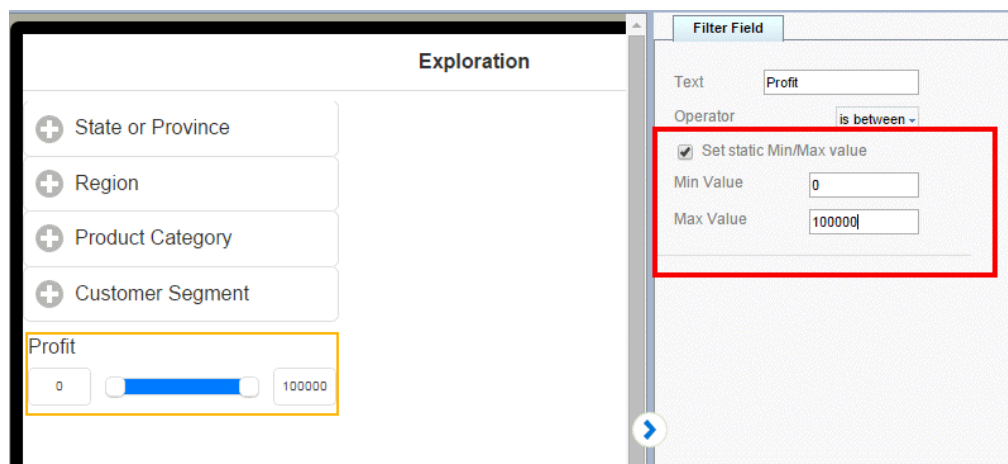 Exploration
State or Province
Region
Product Category
Customer Segment
Profit
0
100000
Filter Field
Text
Profit
Operator
is between
Set static Min/Max value
Min Value
0
Max Value
100000